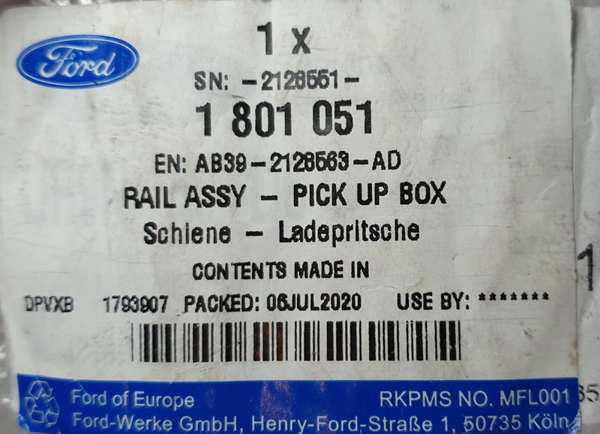 Ford
1 x
SN: -2128551-
1 801 051
EN: AB39-2128563-AD
RAIL ASSY - PICK UP BOX
Schiene - Ladepritsche
CONTENTS MADE IN
DPVXB 1793907 PACKED: 06JUL2020 USE BY: *******
Ford of Europe RKPMS NO. MFL001
Ford-Werke GmbH, Henry-Ford-Straße 1, 50735 Köln
1